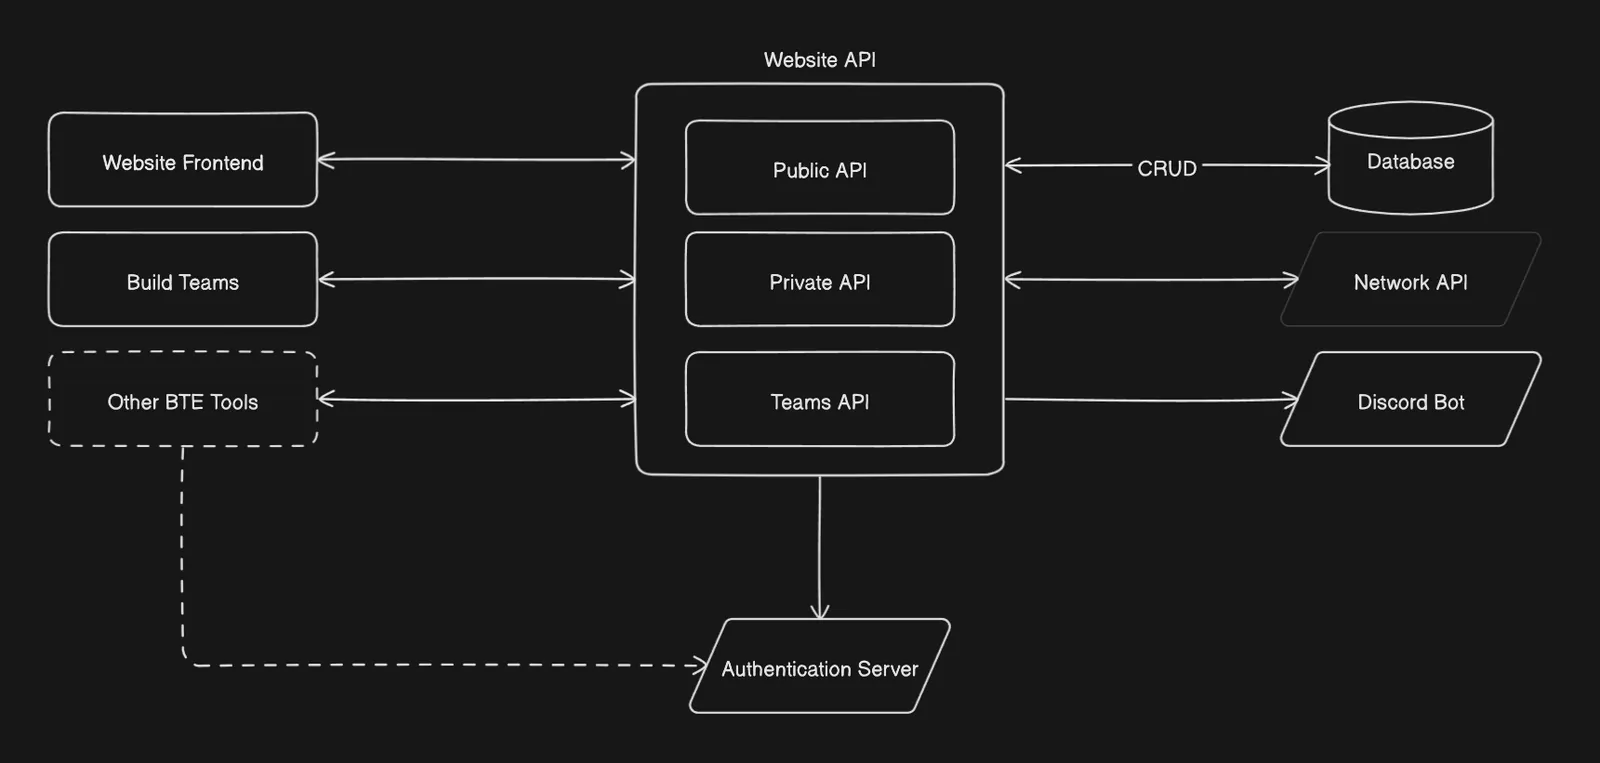 Website API
Website Frontend
Public API
CRUD
Database
Build Teams
Private API
Network API
Other BTE Tools
Teams API
Discord Bot
Authentication Server